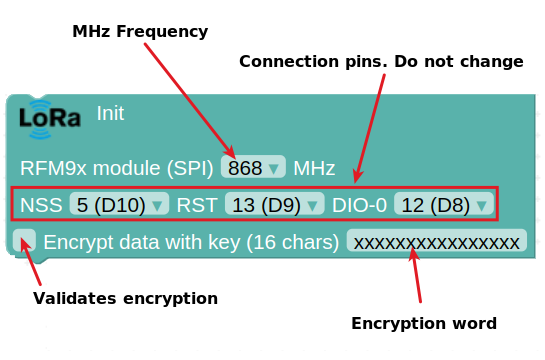 MHz Frequency
Connection pins. Do not change
LoRa Init
RFM9x module (SPI) 868 ▾ MHz
NSS 5 (D10) ▾ RST 13 (D9) ▾ DIO-0 12 (D8) ▾
Encrypt data with key (16 chars) xxxxxxxxxxxxxxxx
Validates encryption
Encryption word